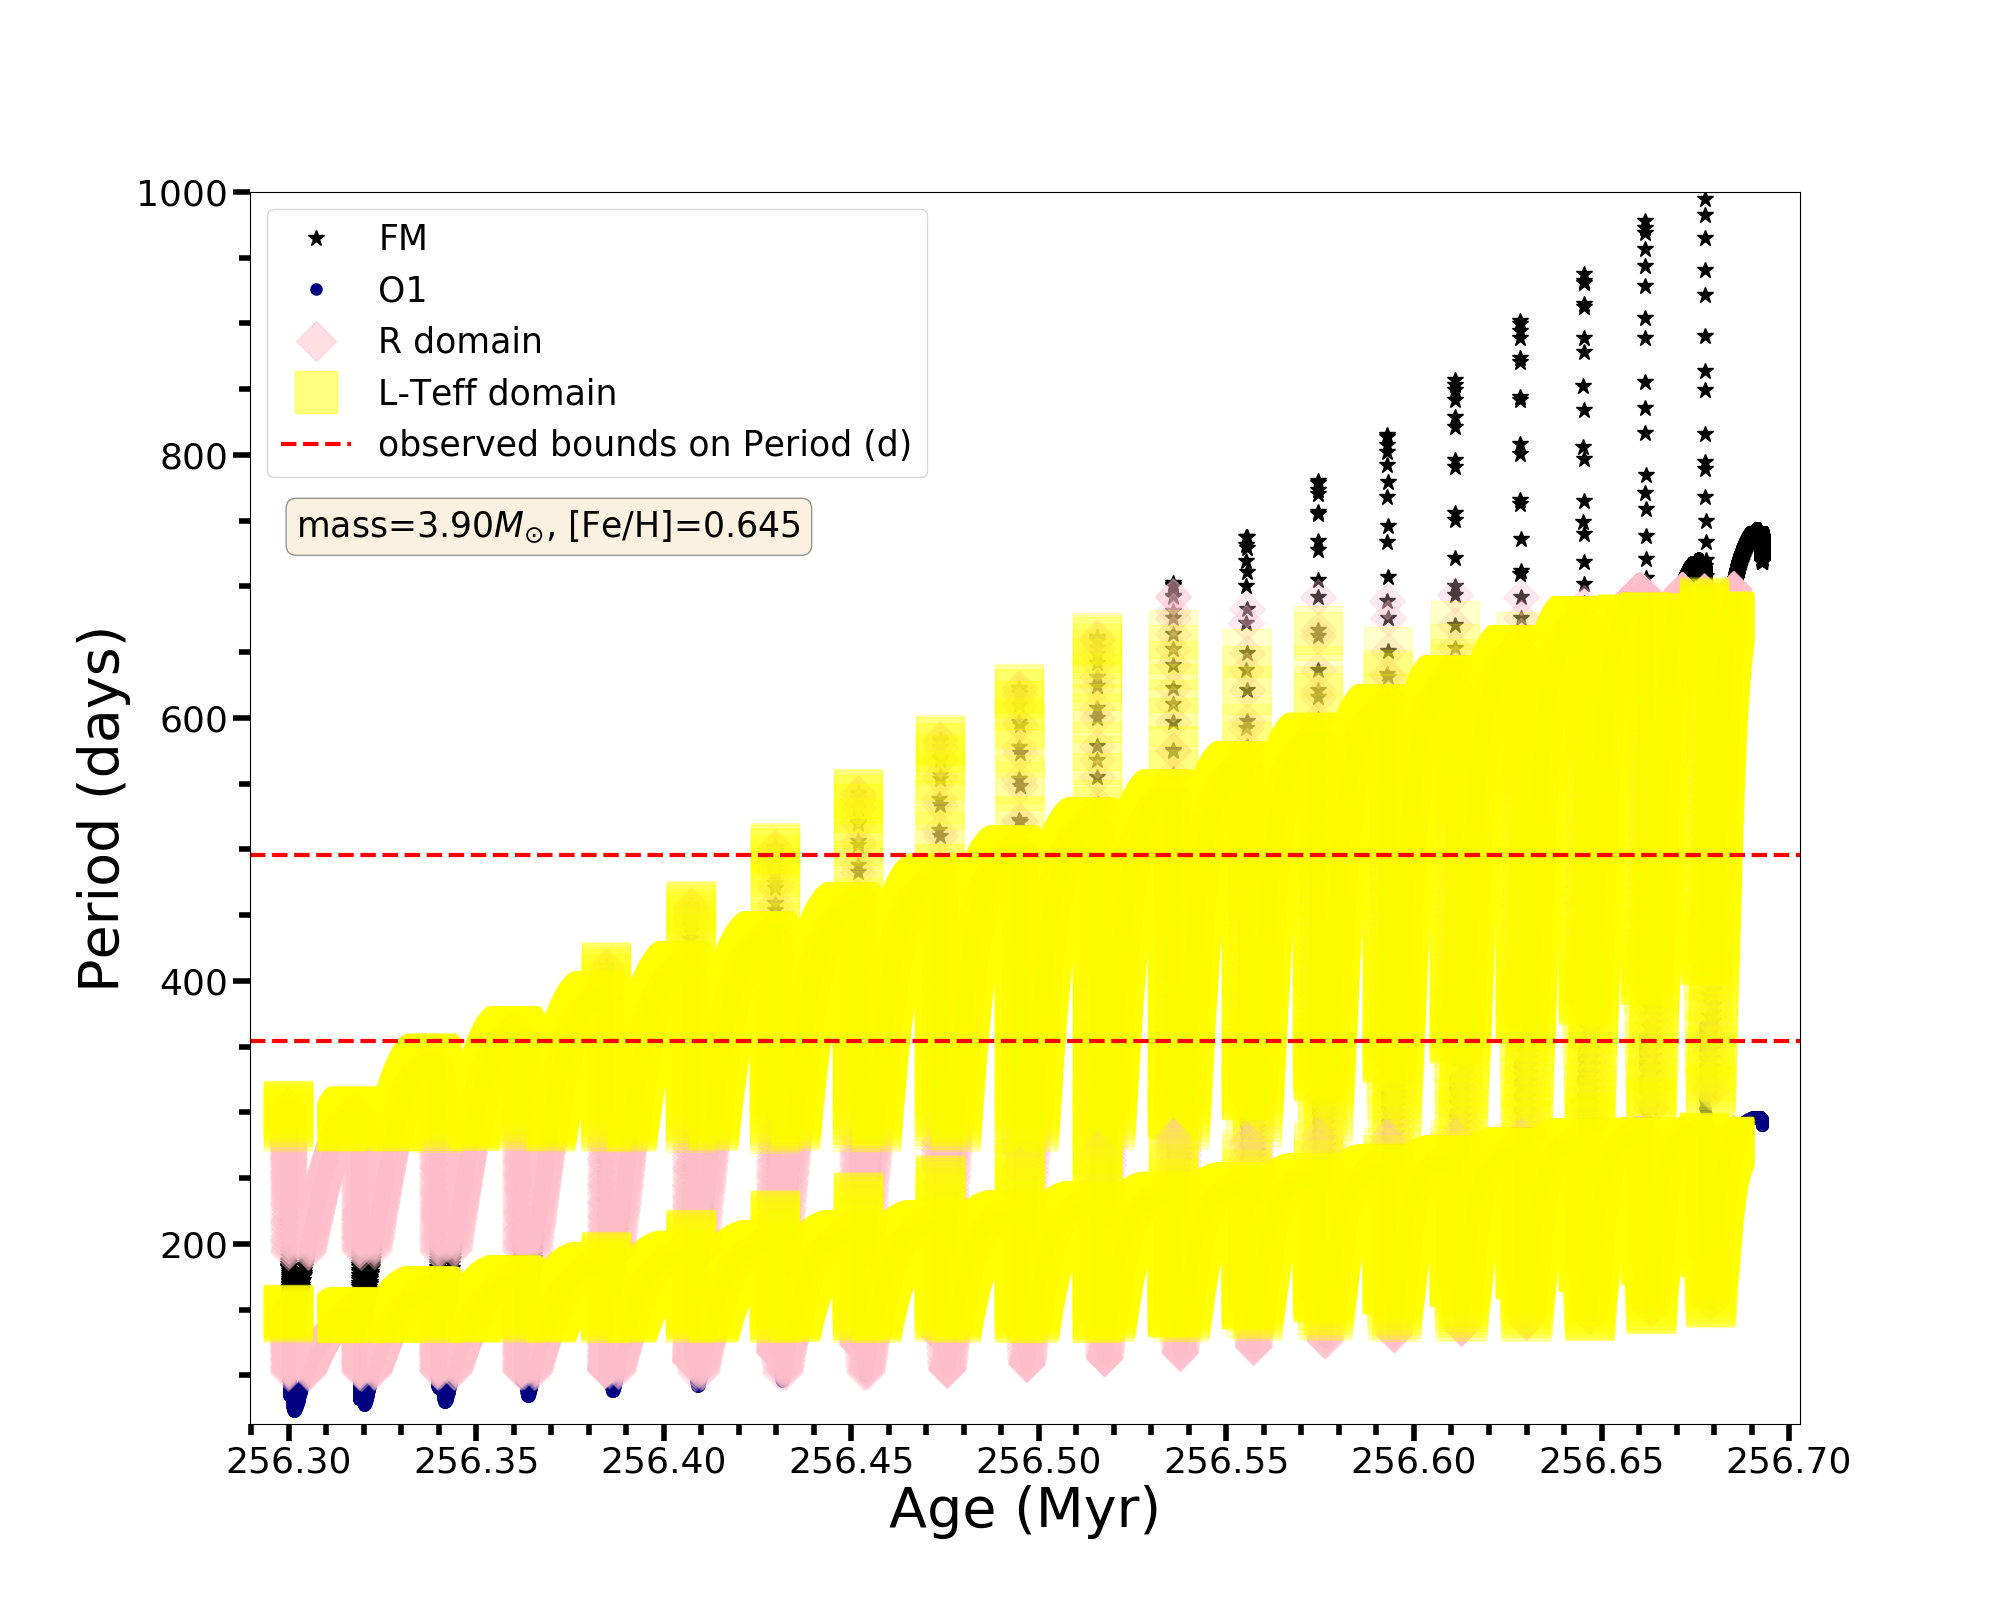 1000
800
600
400
200
Period (days)
FM
O1
R domain
L-Teff domain
observed bounds on Period (d)
mass=3.90M⊙, [Fe/H]=0.645
256.30 256.35 256.40 256.45 256.50 256.55 256.60 256.65 256.70
Age (Myr)